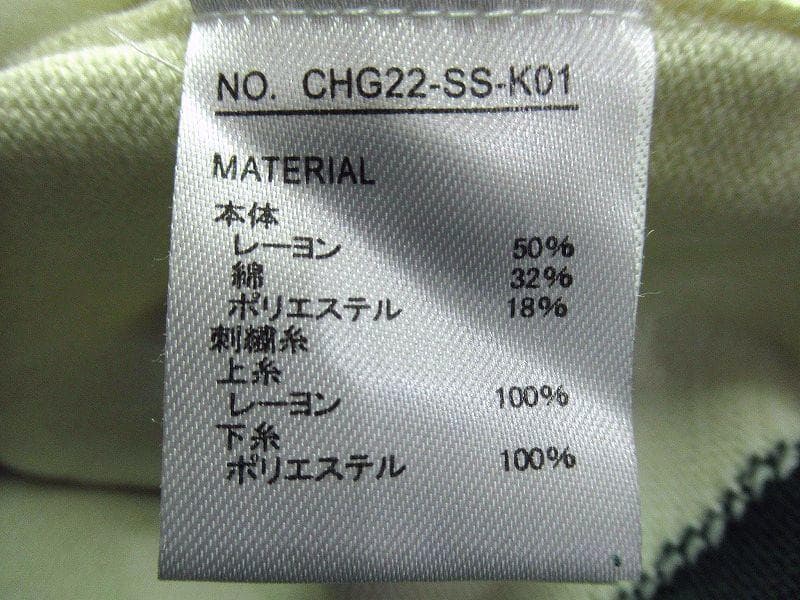 NO. CHG22-SS-K01
MATERIAL
本体
レーヨン 50%
綿 32%
ポリエステル 18%
刺繍糸
上糸
レーヨン 100%
下糸
ポリエステル 100%